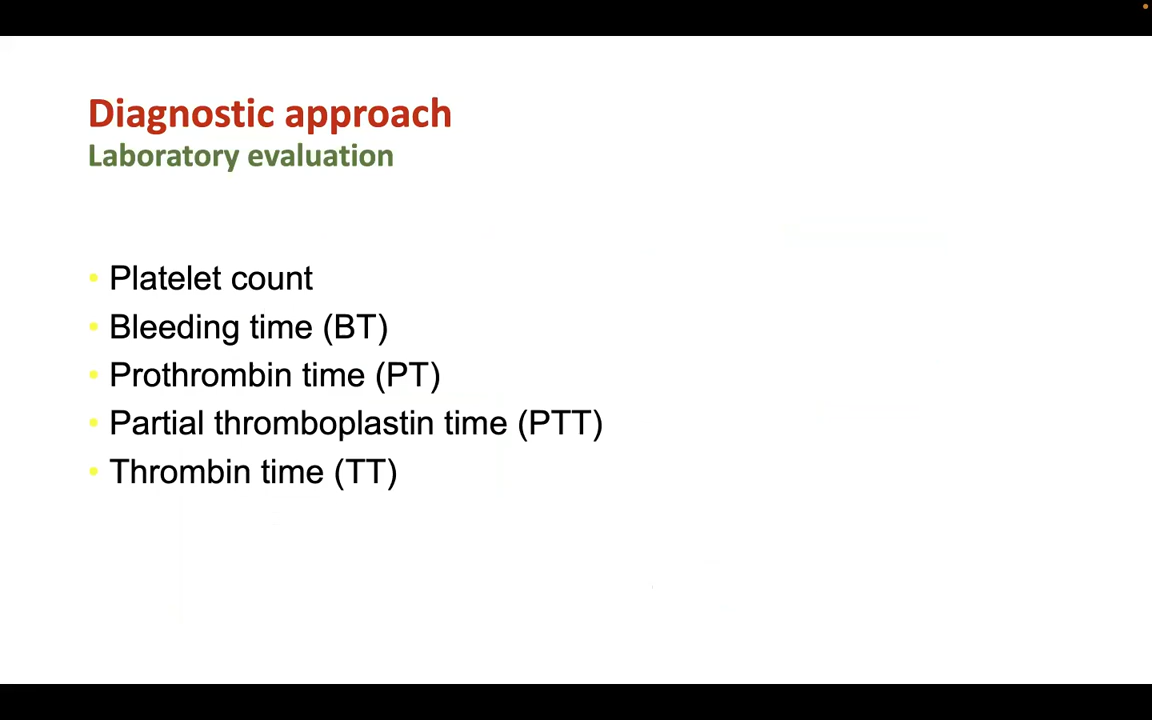 Diagnostic approach
Laboratory evaluation
• Platelet count
• Bleeding time (BT)
• Prothrombin time (PT)
• Partial thromboplastin time (PTT)
• Thrombin time (TT)